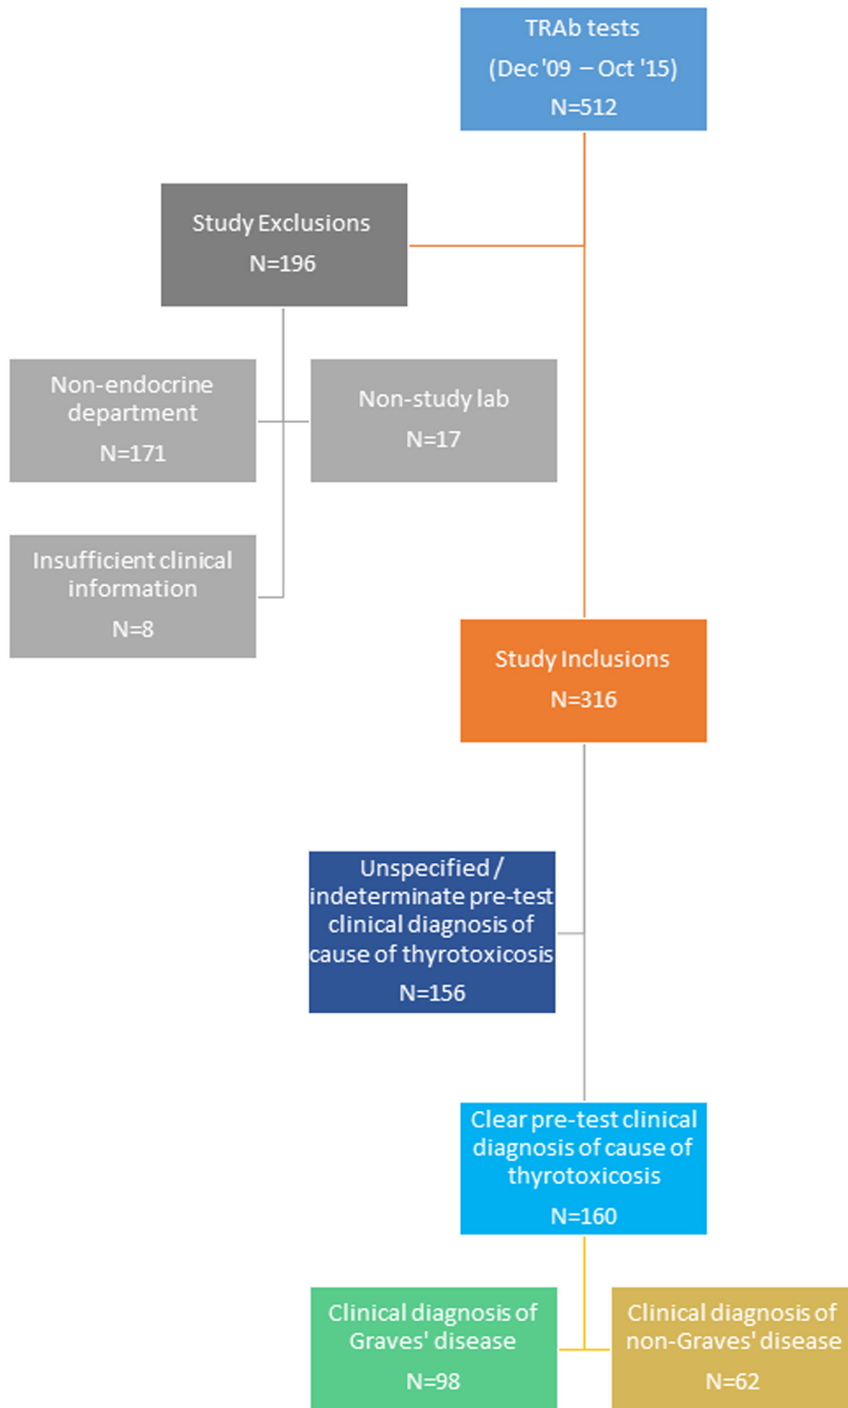 TRAb tests
(Dec '09 – Oct '15)
N=512
Study Exclusions
N=196
Non-endocrine
department
N=171
Non-study lab
N=17
Insufficient clinical
information
N=8
Study Inclusions
N=316
Unspecified /
indeterminate pre-test
clinical diagnosis of
cause of thyrotoxicosis
N=156
Clear pre-test clinical
diagnosis of cause of
thyrotoxicosis
N=160
Clinical diagnosis of
Graves' disease
N=98
Clinical diagnosis of
non-Graves' disease
N=62